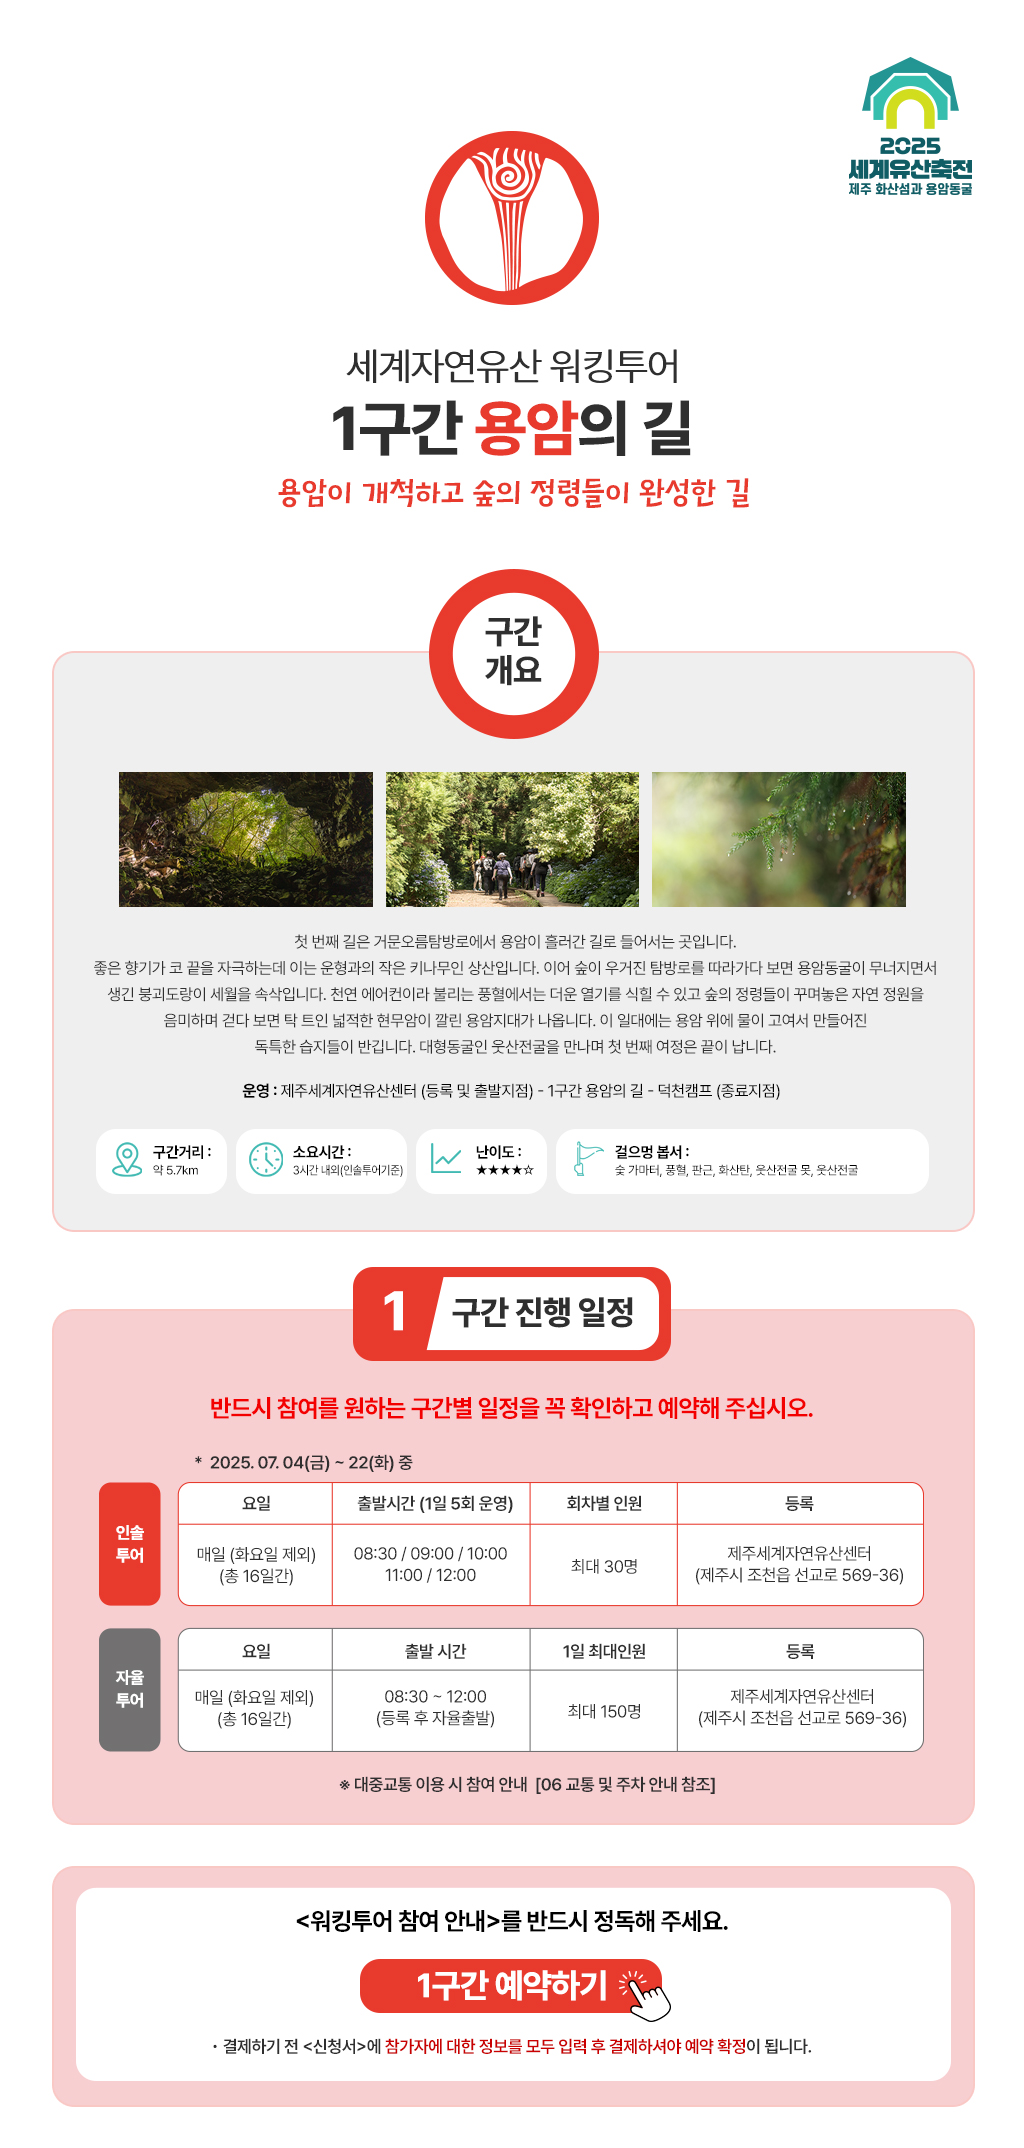 2025
세계유산축전
제주 화산섬과 용암동굴
세계자연유산 워킹투어
1구간 용암의 길
용암이 개척하고 숲의 정령들이 완성한 길
구간
개요
첫 번째 길은 거문오름탐방로에서 용암이 흘러간 길로 들어서는 곳입니다.
좋은 향기가 코 끝을 자극하는데 이는 운형과의 작은 키나무인 상산입니다. 이어 숲이 우거진 탐방로를 따라가다 보면 용암동굴이 무너지면서
생긴 붕괴도랑이 세월을 속삭입니다. 천연 에어컨이라 불리는 풍혈에서는 더운 열기를 식힐 수 있고 숲의 정령들이 꾸며놓은 자연 정원을
음미하며 걷다 보면 탁 트인 넓적한 현무암이 깔린 용암지대가 나옵니다. 이 일대에는 용암 위에 물이 고여서 만들어진
독특한 습지들이 반깁니다. 대형동굴인 웃산전굴을 만나며 첫 번째 여정은 끝이 납니다.
운영 : 제주세계자연유산센터 (등록 및 출발지점) - 1구간 용암의 길 - 덕천캠프 (종료지점)
구간거리 :
약 5.7km
소요시간 :
3시간 내외(인솔투어기준)
난이도 :
★★★★☆
걸으멍 봅서 :
숯 가마터, 풍혈, 판근, 화산탄, 웃산전굴 못, 웃산전굴
1 구간 진행 일정
반드시 참여를 원하는 구간별 일정을 꼭 확인하고 예약해 주십시오.
* 2025. 07. 04(금) ~ 22(화) 중
인솔
투어
요일 출발시간 (1일 5회 운영) 회차별 인원 등록
매일 (화요일 제외) 08:30 / 09:00 / 10:00 최대 30명 제주세계자연유산센터
(총 16일간) 11:00 / 12:00 (제주시 조천읍 선교로 569-36)
자율
투어
요일 출발 시간 1일 최대인원 등록
매일 (화요일 제외) 08:30 ~ 12:00 최대 150명 제주세계자연유산센터
(총 16일간) (등록 후 자율출발) (제주시 조천읍 선교로 569-36)
※ 대중교통 이용 시 참여 안내 [06 교통 및 주차 안내 참조]
<워킹투어 참여 안내>를 반드시 정독해 주세요.
1구간 예약하기
· 결제하기 전 <신청서>에 참가자에 대한 정보를 모두 입력 후 결제하셔야 예약 확정이 됩니다.